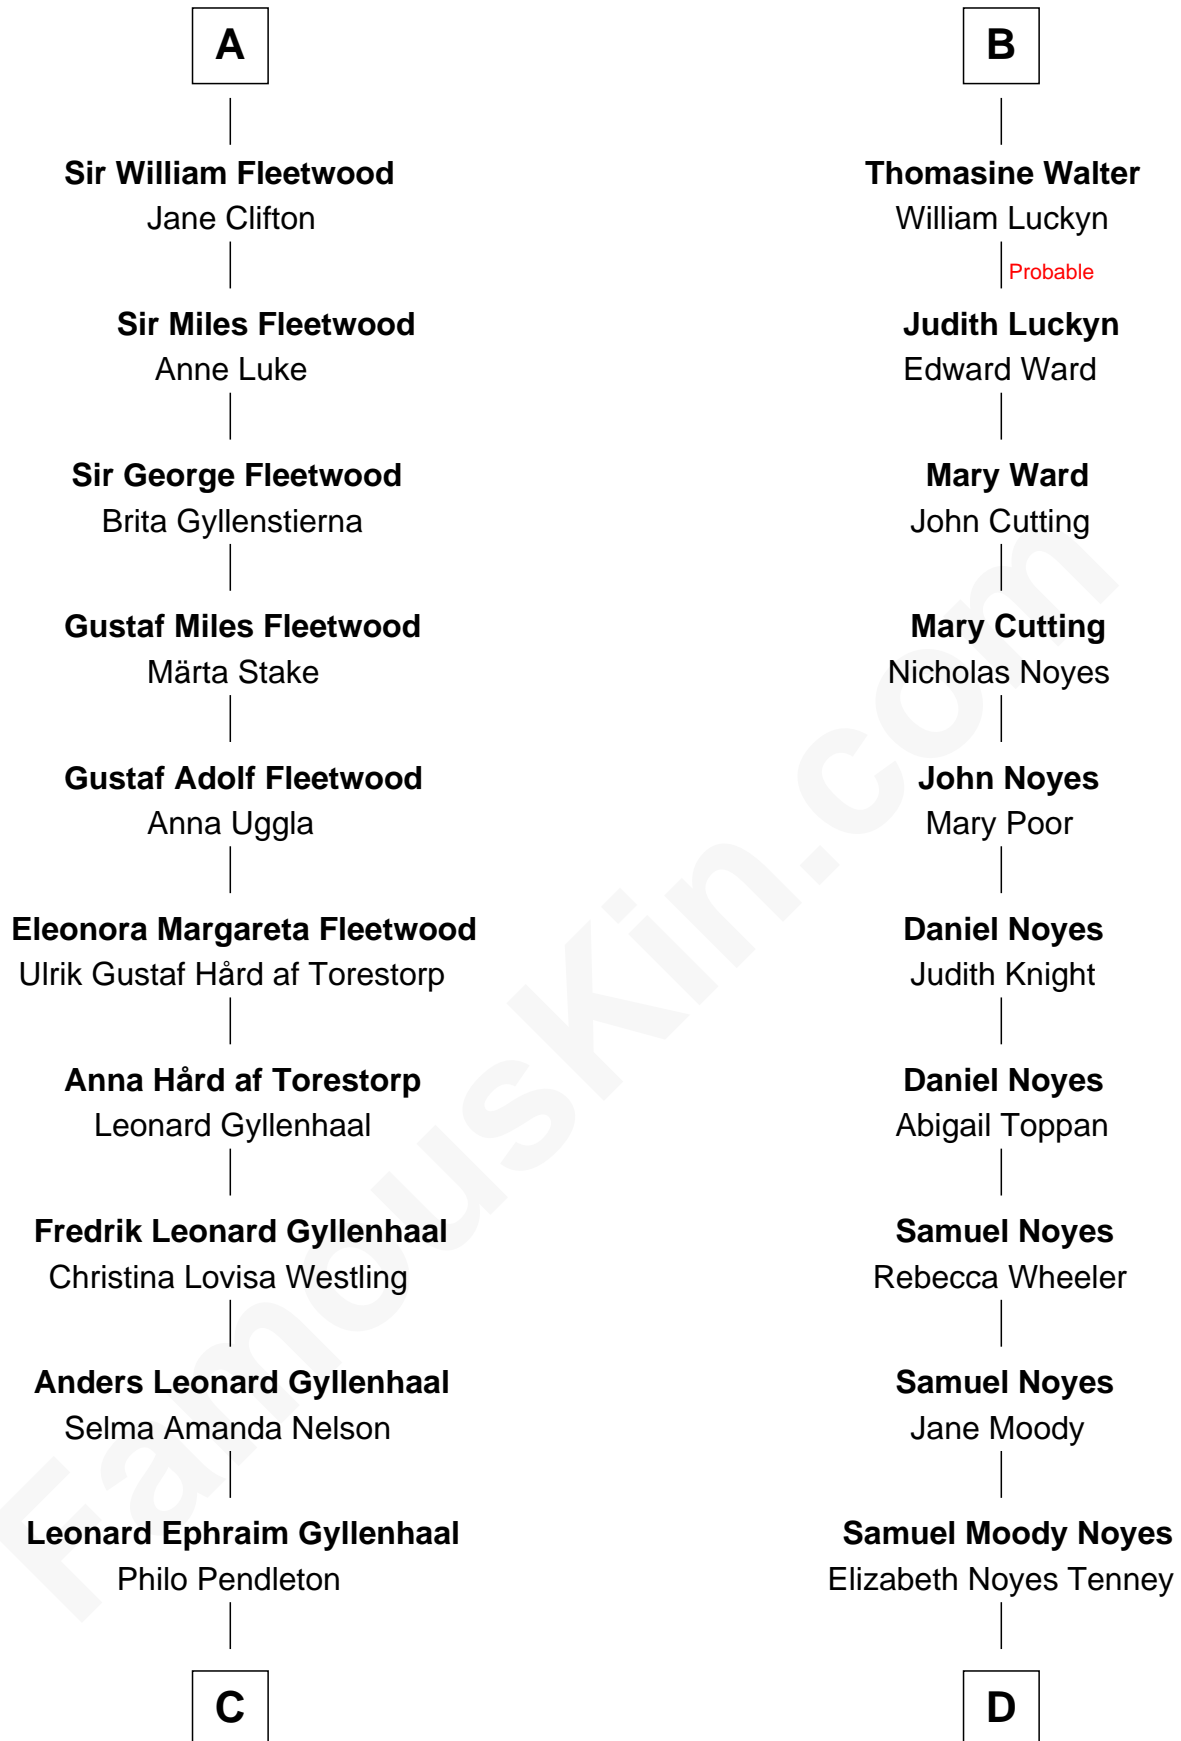 A
Sir William Fleetwood
Jane Clifton
Sir Miles Fleetwood
Anne Luke
Sir George Fleetwood
Brita Gyllenstierna
Gustaf Miles Fleetwood
Märta Stake
Gustaf Adolf Fleetwood
Anna Uggla
Eleonora Margareta Fleetwood
Ulrik Gustaf Hård af Torestorp
Anna Hård af Torestorp
Leonard Gyllenhaal
Fredrik Leonard Gyllenhaal
Christina Lovisa Westling
Anders Leonard Gyllenhaal
Selma Amanda Nelson
Leonard Ephraim Gyllenhaal
Philo Pendleton
C
B
Thomasine Walter
William Luckyn
Probable
Judith Luckyn
Edward Ward
Mary Ward
John Cutting
Mary Cutting
Nicholas Noyes
John Noyes
Mary Poor
Daniel Noyes
Judith Knight
Daniel Noyes
Abigail Toppan
Samuel Noyes
Rebecca Wheeler
Samuel Noyes
Jane Moody
Samuel Moody Noyes
Elizabeth Noyes Tenney
D
FamousKin.com